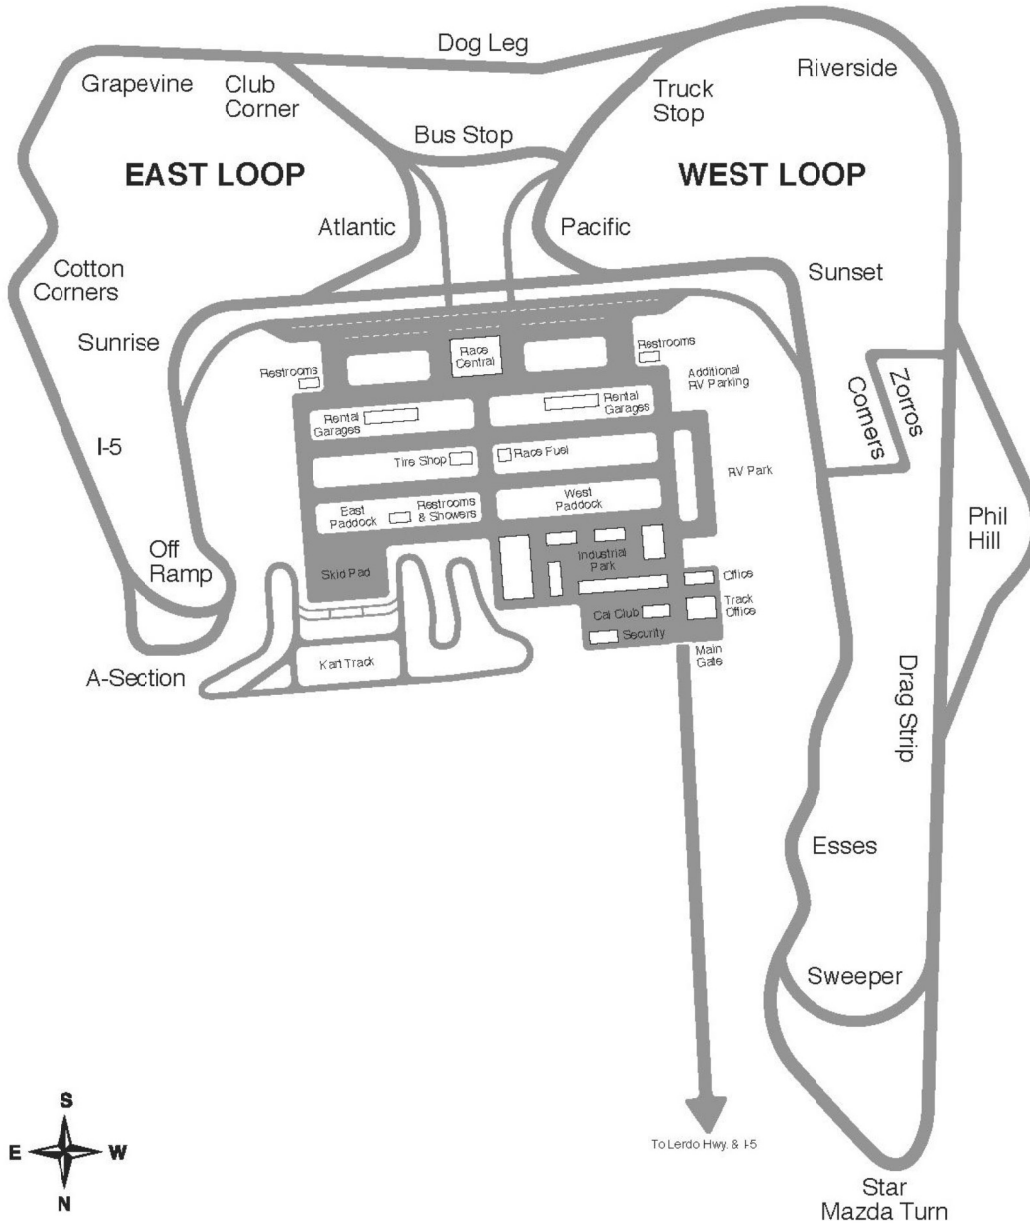 Dog Leg
Riverside
Grapevine
Club
Corner
Truck
Stop
Bus Stop
EAST LOOP
WEST LOOP
Atlantic
Pacific
Cotton
Corners
Sunset
Sunrise
Restrooms
Race
Central
Restrooms
Additional
RV Parking
Zorros
Corners
Rental
Garages
Rental
Garages
I-5
Tire Shop
Race Fuel
RV Park
East
Paddock
Restrooms
& Showers
West
Paddock
Phil
Hill
Off
Ramp
Skid Pad
Industrial
Park
Office
Track
Office
Cal Club
Security
Main
Gate
A-Section
Kart Track
Drag Strip
Esses
Sweeper
S
E
W
N
To Lerdo Hwy. & I-5
Star
Mazda Turn